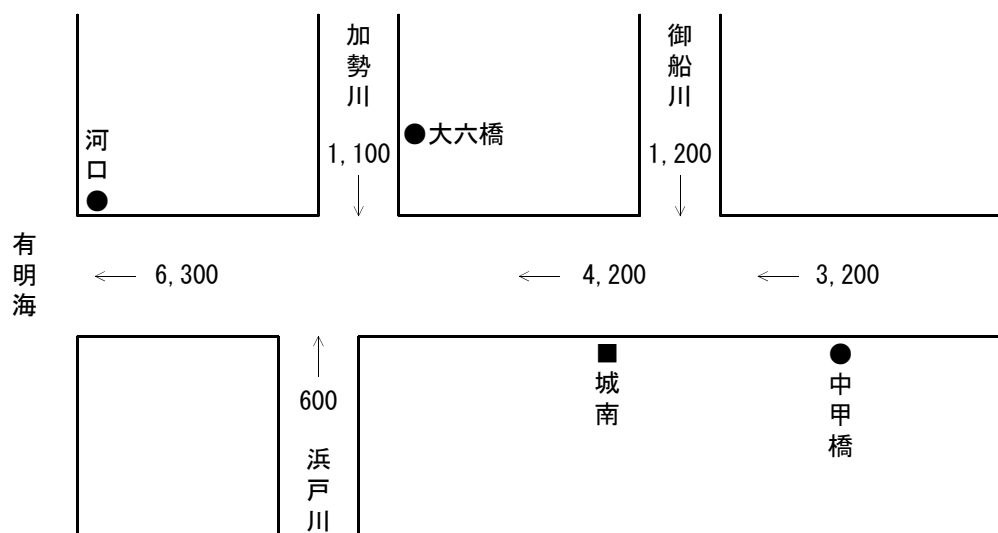 加勢川
御船川
河口
大六橋
1,100
1,200
有明海
6,300
4,200
3,200
600
城南
中甲橋
浜戸川